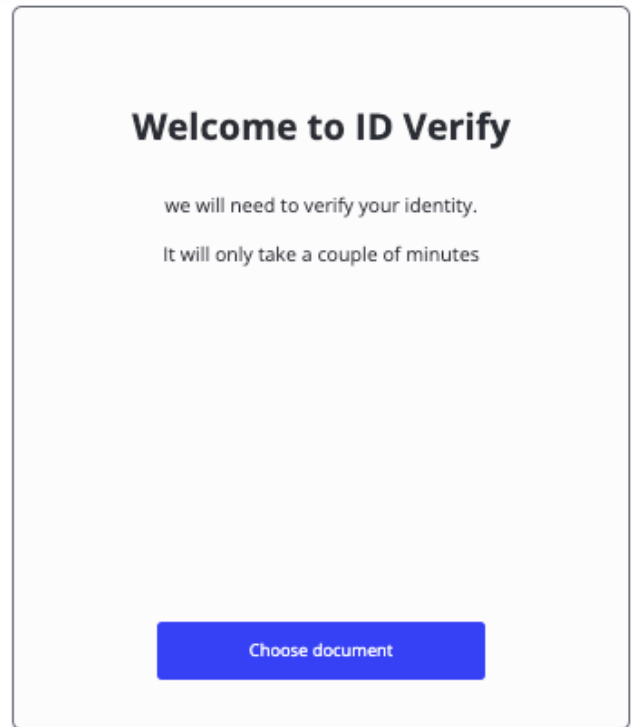 Welcome to ID Verify
we will need to verify your identity.
It will only take a couple of minutes
Choose document